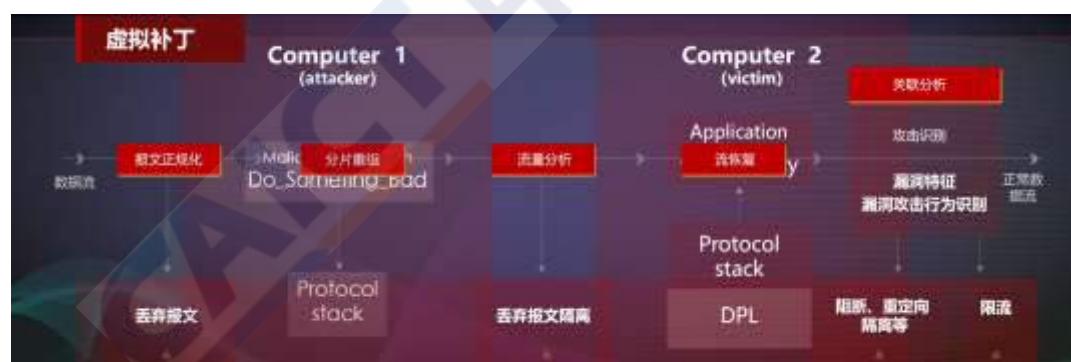 虚拟补丁
Computer 1
(attacker)
Computer 2
(victim)
关联分析
Application
攻击识别
数据流
报文正规化
分片重组
Do_Something_Bad
流量分析
流恢复
y
漏洞特征
漏洞攻击行为识别
正常数
据流
Protocol
stack
Protocol
stack
丢弃报文
丢弃报文隔离
DPL
阻断、重定向
隔离等
限流